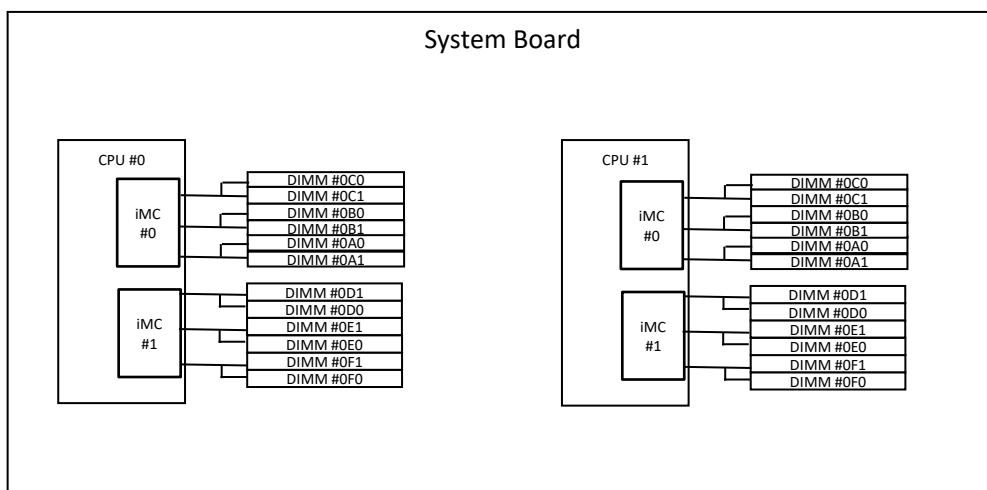 System Board
CPU #0
iMC
#0
DIMM #0C0
DIMM #0C1
DIMM #0B0
DIMM #0B1
DIMM #0A0
DIMM #0A1
iMC
#1
DIMM #0D1
DIMM #0D0
DIMM #0E1
DIMM #0E0
DIMM #0F1
DIMM #0F0
CPU #1
iMC
#0
DIMM #0C0
DIMM #0C1
DIMM #0B0
DIMM #0B1
DIMM #0A0
DIMM #0A1
iMC
#1
DIMM #0D1
DIMM #0D0
DIMM #0E1
DIMM #0E0
DIMM #0F1
DIMM #0F0